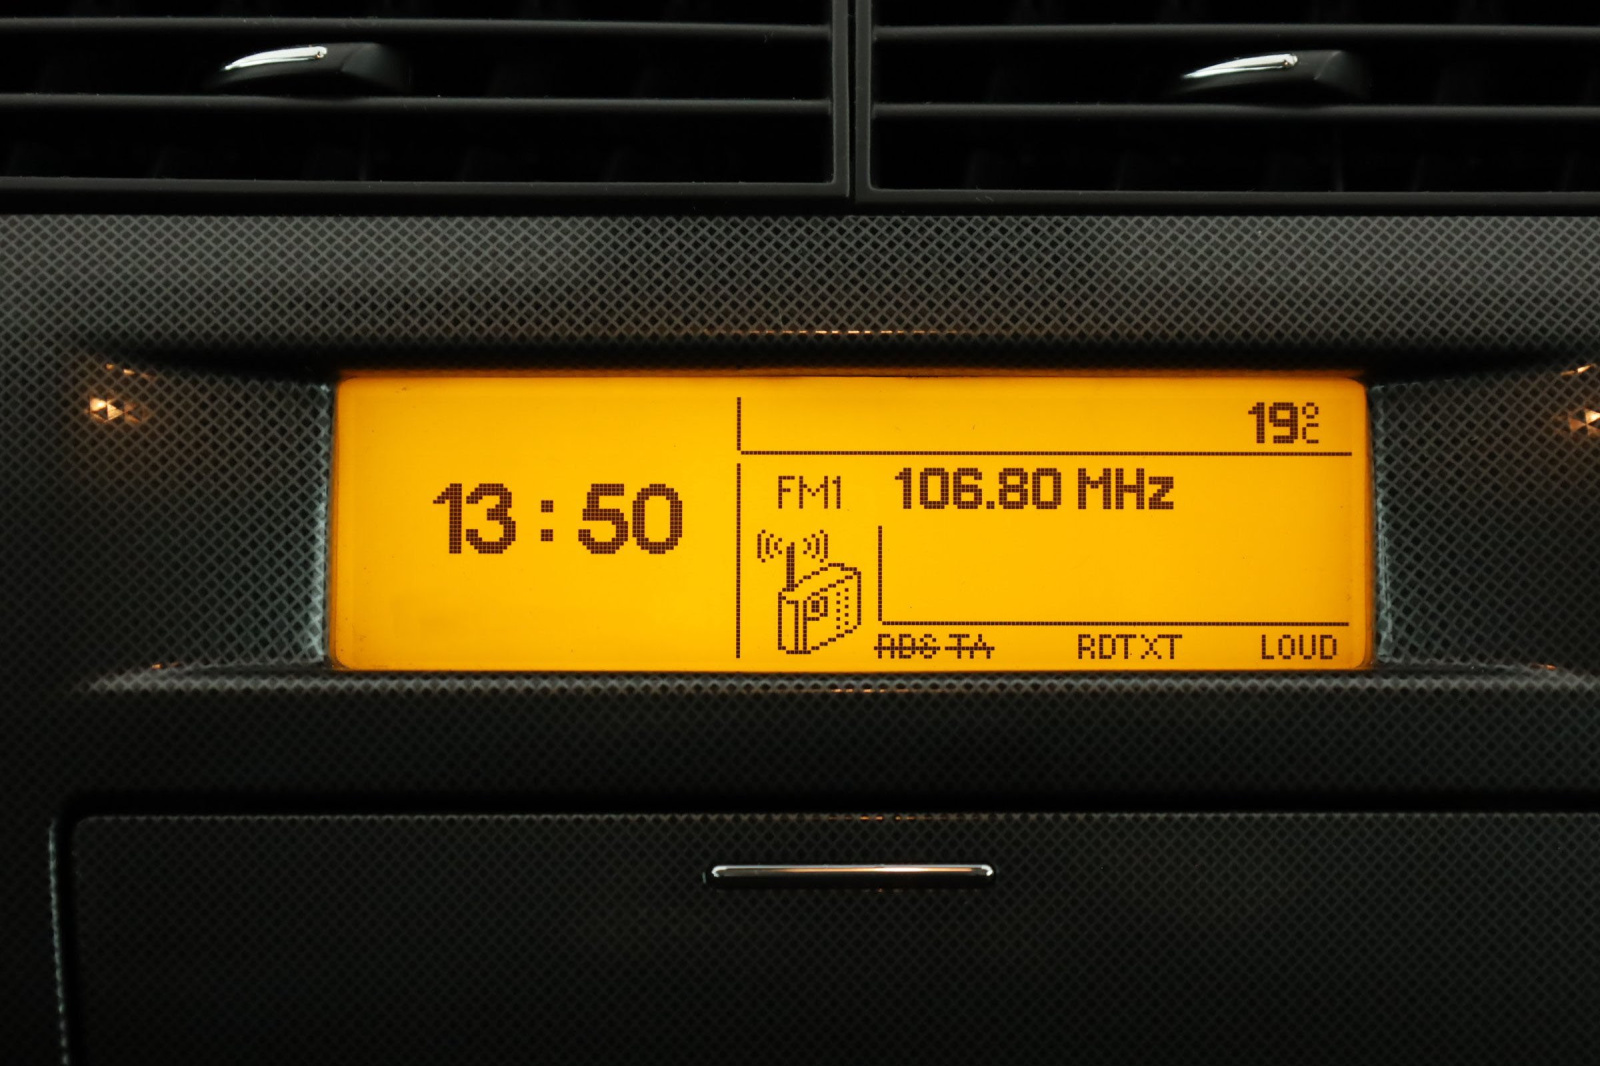 19°C
13:50
FM1 106.80 MHz
RDS TA RDTXT LOUD